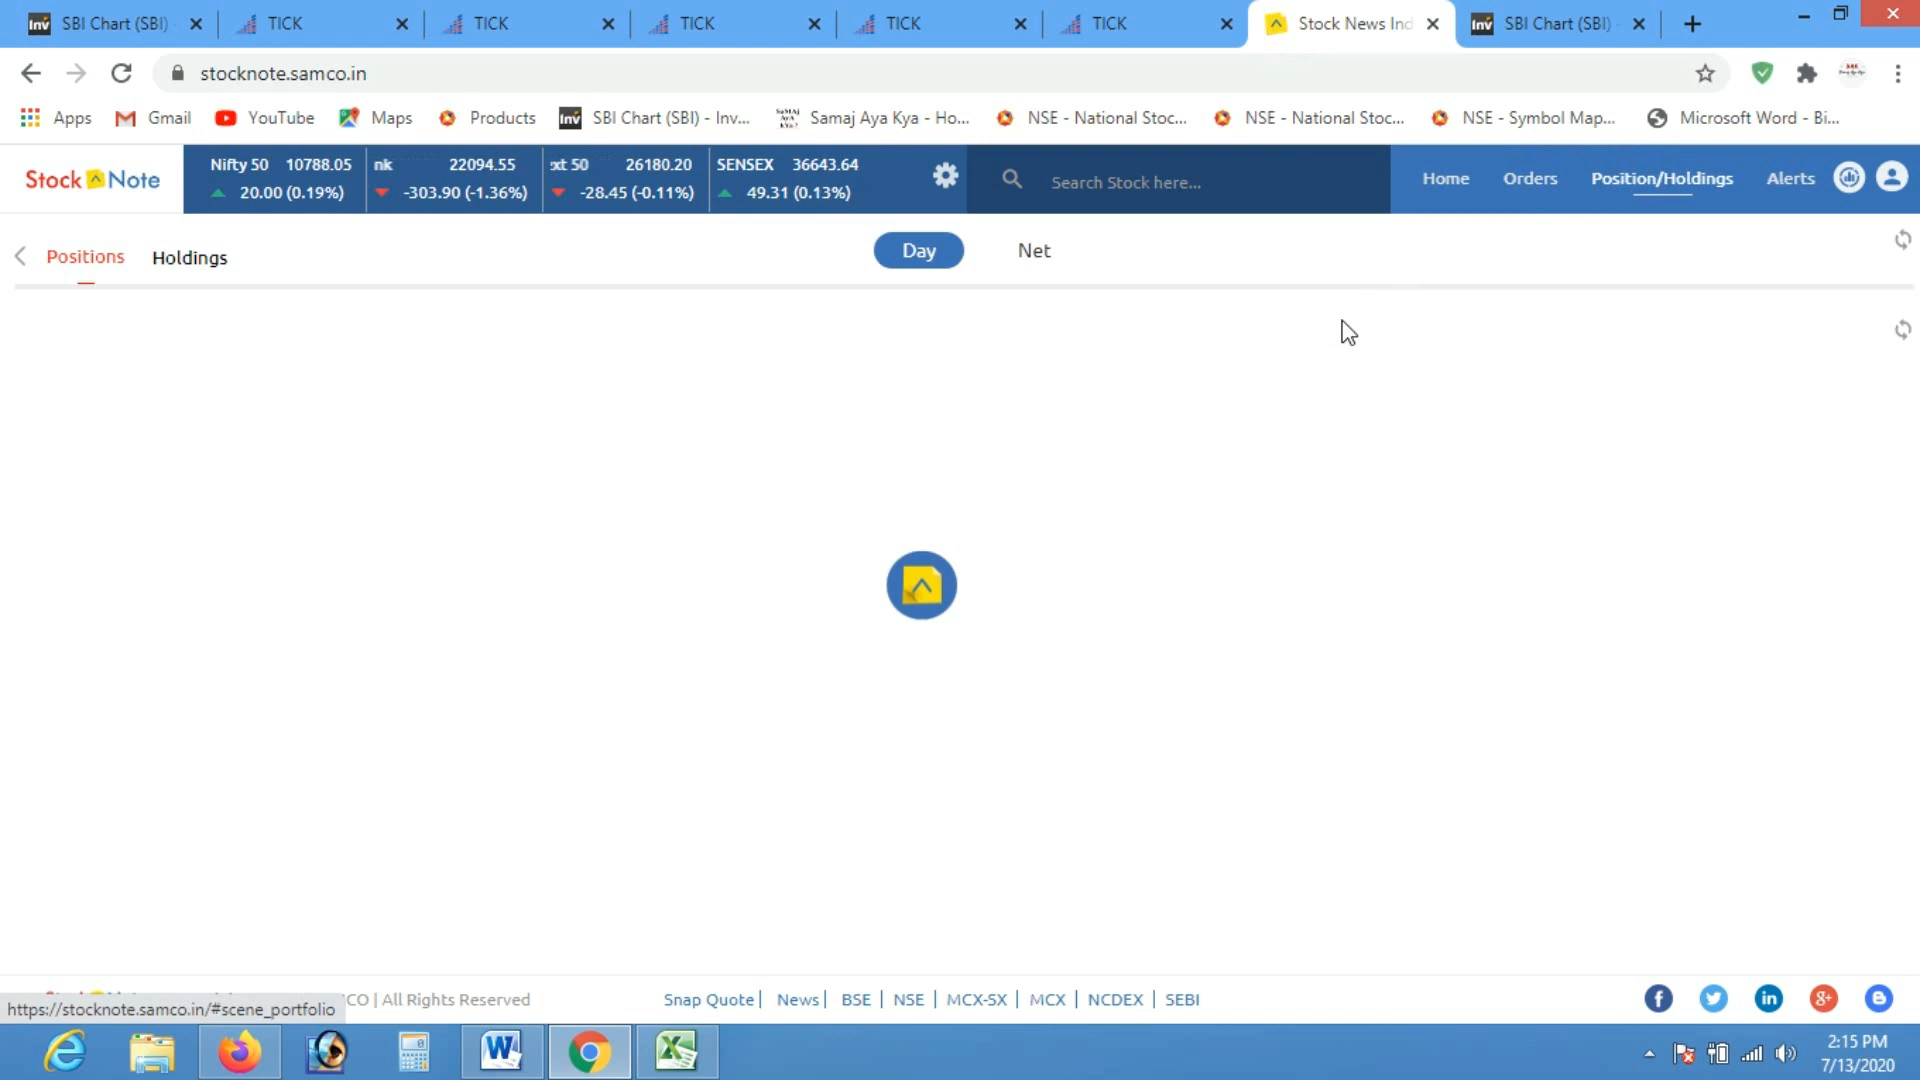 SBI Chart (SBI) TICK TICK TICK TICK TICK Stock News Ind SBI Chart (SBI) -
stocknote.samco.in
Apps Gmail YouTube Maps Products SBI Chart (SBI) - Inv... Samaj Aya Kya - Ho... NSE - National Stoc... NSE - National Stoc... NSE - Symbol Map... Microsoft Word - Bi...
Stock Note
Nifty 50 10788.05 nk 22094.55 xt 50 26180.20 SENSEX 36643.64
20.00 (0.19%) -303.90 (-1.36%) -28.45 (-0.11%) 49.31 (0.13%)
Search Stock here...
Home Orders Position/Holdings Alerts
Positions Holdings Day Net
CO | All Rights Reserved Snap Quote | News | BSE | NSE | MCX-SX | MCX | NCDEX | SEBI
https://stocknote.samco.in/#scene_portfolio
2:15 PM
7/13/2020